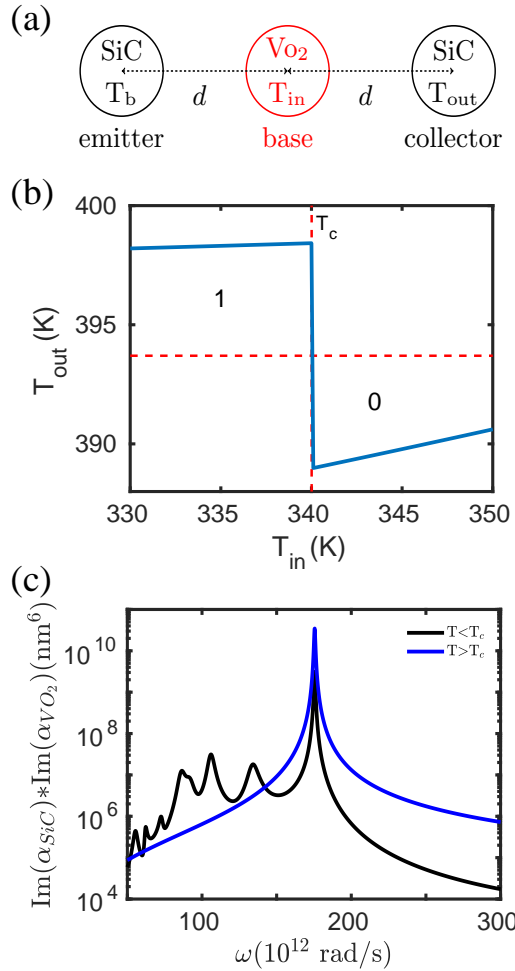 (a)
SiC Vo₂ SiC
T_b d T_in d T_out
emitter base collector
(b)
400
T_c
1
395
T_out (K)
0
390
330 335 340 345 350
T_in (K)
(c)
10^10
T<T_c
T>T_c
10^8
Im(α_SiC)*Im(α_VO₂)(nm^6)
10^6
10^4
100 200 300
ω(10^12 rad/s)